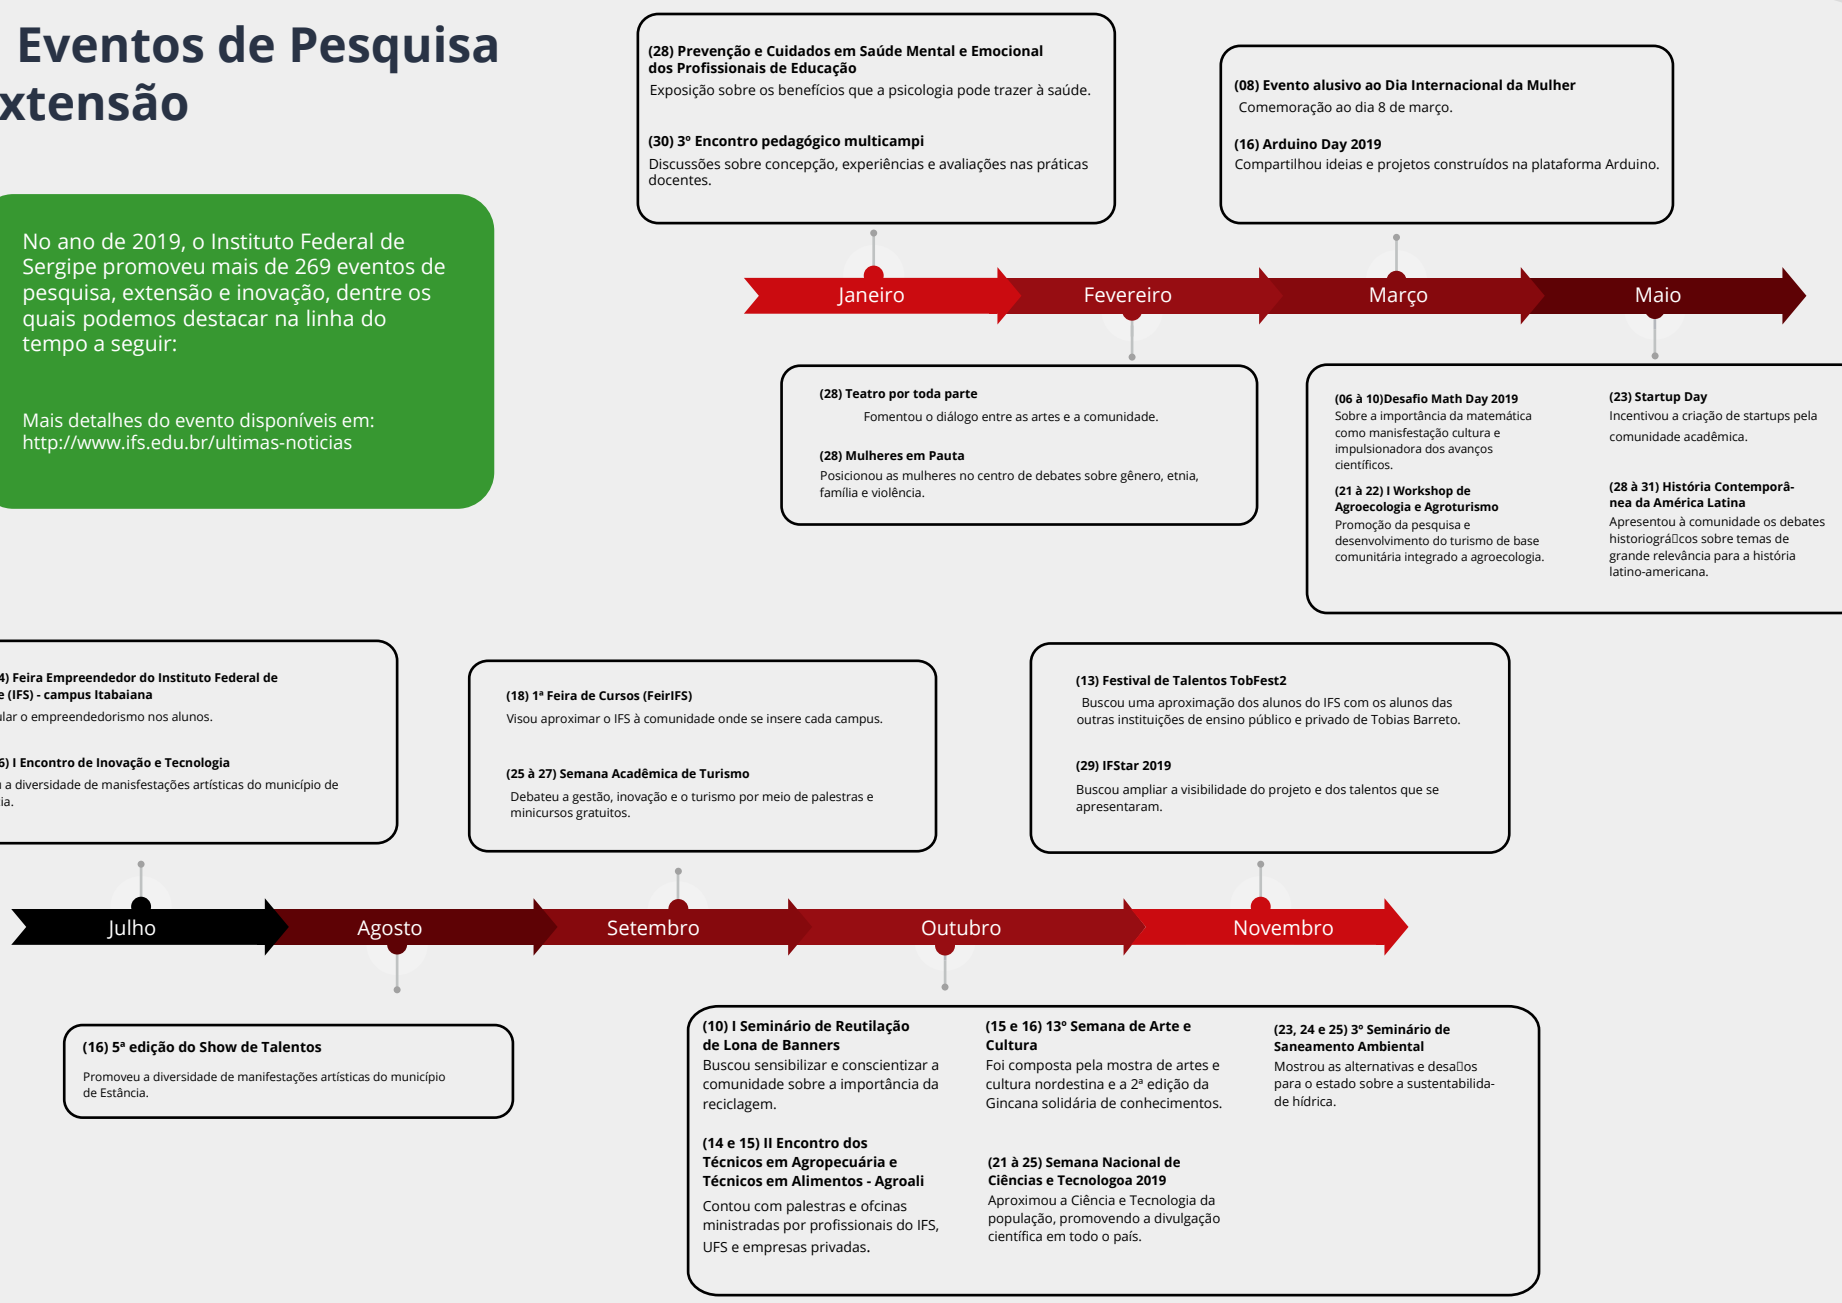 Eventos de Pesquisa
xtensão
No ano de 2019, o Instituto Federal de
Sergipe promoveu mais de 269 eventos de
pesquisa, extensão e inovação, dentre os
quais podemos destacar na linha do
tempo a seguir:
Mais detalhes do evento disponíveis em:
http://www.ifs.edu.br/ultimas-noticias
(28) Prevenção e Cuidados em Saúde Mental e Emocional
dos Profissionais de Educação
Exposição sobre os benefícios que a psicologia pode trazer à saúde.
(30) 3º Encontro pedagógico multicampi
Discussões sobre concepção, experiências e avaliações nas práticas
docentes.
(08) Evento alusivo ao Dia Internacional da Mulher
Comemoração ao dia 8 de março.
(16) Arduino Day 2019
Compartilhou ideias e projetos construídos na plataforma Arduino.
Janeiro
Fevereiro
Março
Maio
(28) Teatro por toda parte
Fomentou o diálogo entre as artes e a comunidade.
(28) Mulheres em Pauta
Posicionou as mulheres no centro de debates sobre gênero, etnia,
família e violência.
(06 à 10)Desafio Math Day 2019
Sobre a importância da matemática
como manisfestação cultura e
impulsionadora dos avanços
científicos.
(21 à 22) I Workshop de
Agroecologia e Agroturismo
Promoção da pesquisa e
desenvolvimento do turismo de base
comunitária integrado a agroecologia.
(23) Startup Day
Incentivou a criação de startups pela
comunidade acadêmica.
(28 à 31) História Contemporâ-
nea da América Latina
Apresentou à comunidade os debates
historiográ▯cos sobre temas de
grande relevância para a história
latino-americana.
4) Feira Empreendedor do Instituto Federal de
e (IFS) - campus Itabaiana
ular o empreendedorismo nos alunos.
6) I Encontro de Inovação e Tecnologia
a diversidade de manisfestações artísticas do município de
ia.
(18) 1ª Feira de Cursos (FeirIFS)
Visou aproximar o IFS à comunidade onde se insere cada campus.
(25 à 27) Semana Acadêmica de Turismo
Debateu a gestão, inovação e o turismo por meio de palestras e
minicursos gratuitos.
(13) Festival de Talentos TobFest2
Buscou uma aproximação dos alunos do IFS com os alunos das
outras instituições de ensino público e privado de Tobias Barreto.
(29) IFStar 2019
Buscou ampliar a visibilidade do projeto e dos talentos que se
apresentaram.
Julho
Agosto
Setembro
Outubro
Novembro
(16) 5ª edição do Show de Talentos
Promoveu a diversidade de manifestações artísticas do município
de Estância.
(10) I Seminário de Reutilação
de Lona de Banners
Buscou sensibilizar e conscientizar a
comunidade sobre a importância da
reciclagem.
(14 e 15) II Encontro dos
Técnicos em Agropecuária e
Técnicos em Alimentos - Agroali
Contou com palestras e ofcinas
ministradas por profissionais do IFS,
UFS e empresas privadas.
(15 e 16) 13º Semana de Arte e
Cultura
Foi composta pela mostra de artes e
cultura nordestina e a 2ª edição da
Gincana solidária de conhecimentos.
(21 à 25) Semana Nacional de
Ciências e Tecnologoa 2019
Aproximou a Ciência e Tecnologia da
população, promovendo a divulgação
científica em todo o país.
(23, 24 e 25) 3º Seminário de
Saneamento Ambiental
Mostrou as alternativas e desa▯os
para o estado sobre a sustentabilida-
de hídrica.